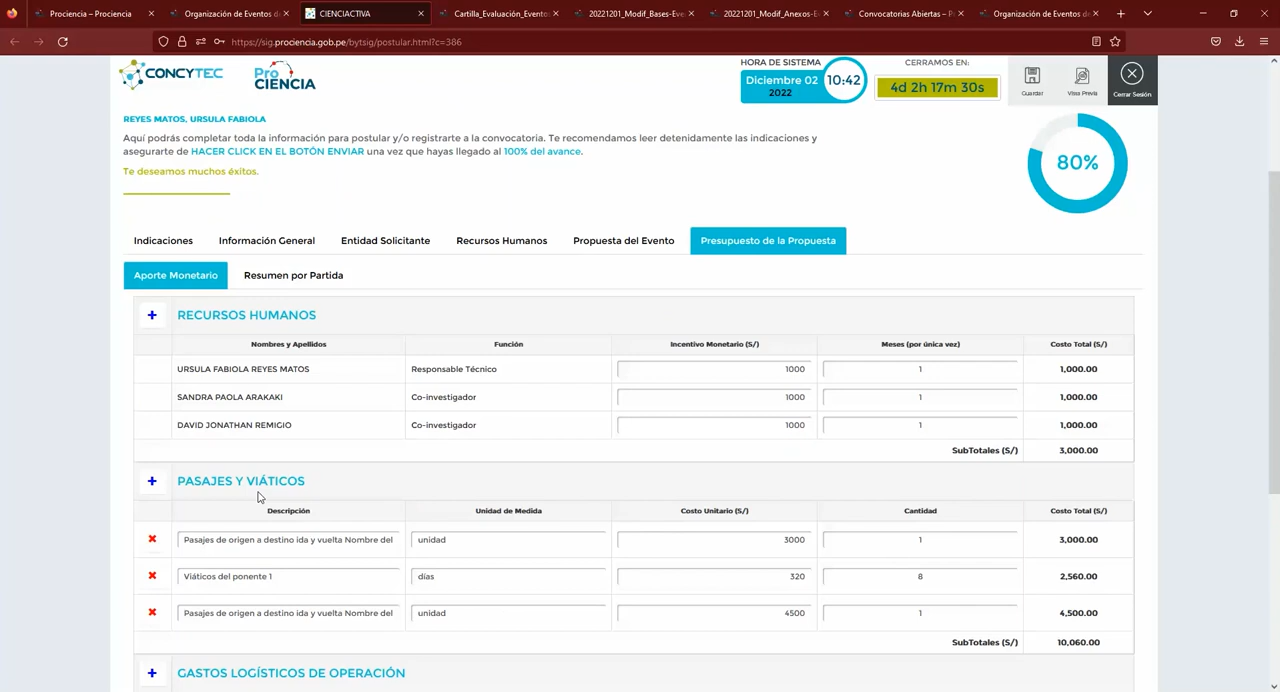 Prociencia – Prociencia
Organización de Eventos d
CIENCIACTIVA
Cartilla_Evaluación_Evento
20221201_Modif_Bases-Eve
20221201_Modif_Anexos-E
Convocatorias Abiertas – P
Organización de Eventos de
https://sig.prociencia.gob.pe/bytsig/postular.html?c=386
CONCYTEC
Pro
CIENCIA
HORA DE SISTEMA
Diciembre 02
2022
10:42
CERRAMOS EN:
4d 2h 17m 30s
Guardar
Vista Previa
Cerrar Sesión
REYES MATOS, URSULA FABIOLA
Aquí podrás completar toda la información para postular y/o registrarte a la convocatoria. Te recomendamos leer detenidamente las indicaciones y
asegurarte de HACER CLICK EN EL BOTÓN ENVIAR una vez que hayas llegado al 100% del avance.
Te deseamos muchos éxitos.
80%
Indicaciones
Información General
Entidad Solicitante
Recursos Humanos
Propuesta del Evento
Presupuesto de la Propuesta
Aporte Monetario
Resumen por Partida
+ RECURSOS HUMANOS
Nombres y Apellidos Función Incentivo Monetario (S/) Meses (por única vez) Costo Total (S/)
URSULA FABIOLA REYES MATOS Responsable Técnico 1000 1 1,000.00
SANDRA PAOLA ARAKAKI Co-investigador 1000 1 1,000.00
DAVID JONATHAN REMIGIO Co-investigador 1000 1 1,000.00
SubTotales (S/) 3,000.00
+ PASAJES Y VIÁTICOS
Descripción Unidad de Medida Costo Unitario (S/) Cantidad Costo Total (S/)
Pasajes de origen a destino ida y vuelta Nombre del unidad 3000 1 3,000.00
Viáticos del ponente 1 días 320 8 2,560.00
Pasajes de origen a destino ida y vuelta Nombre del unidad 4500 1 4,500.00
SubTotales (S/) 10,060.00
+ GASTOS LOGÍSTICOS DE OPERACIÓN